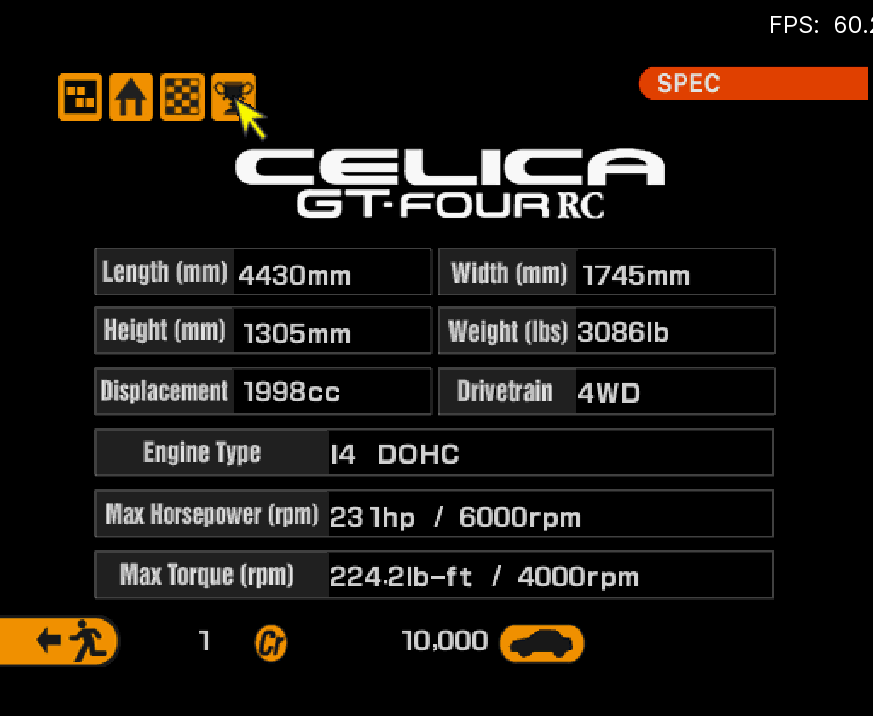 FPS: 60.2
SPEC
CELICA
GT-FOUR RC
Length (mm) 4430mm Width (mm) 1745mm
Height (mm) 1305mm Weight (lbs) 3086lb
Displacement 1998cc Drivetrain 4WD
Engine Type I4 DOHC
Max Horsepower (rpm) 231hp / 6000rpm
Max Torque (rpm) 224.2lb-ft / 4000rpm
1 Cr 10,000